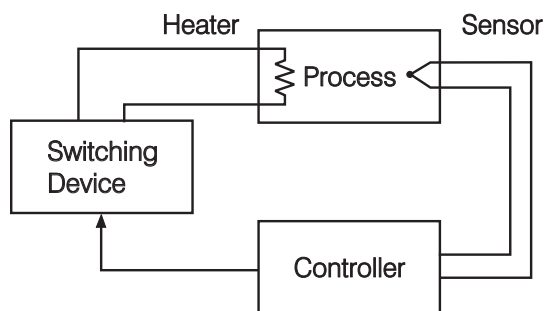 Heater
Sensor
Process
Switching
Device
Controller